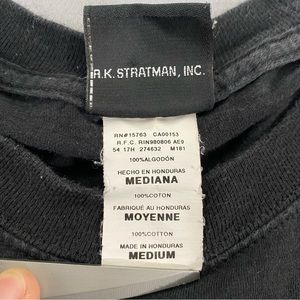 R.K. STRATMAN, INC.
RN#15763 CA00153
R.F.C. RIN980806 AE9
54 17H 274632 M181
100%ALGODÓN
HECHO EN HONDURAS
MEDIANA
100%COTON
FABRIQUÉ AU HONDURAS
MOYENNE
100%COTTON
MADE IN HONDURAS
MEDIUM